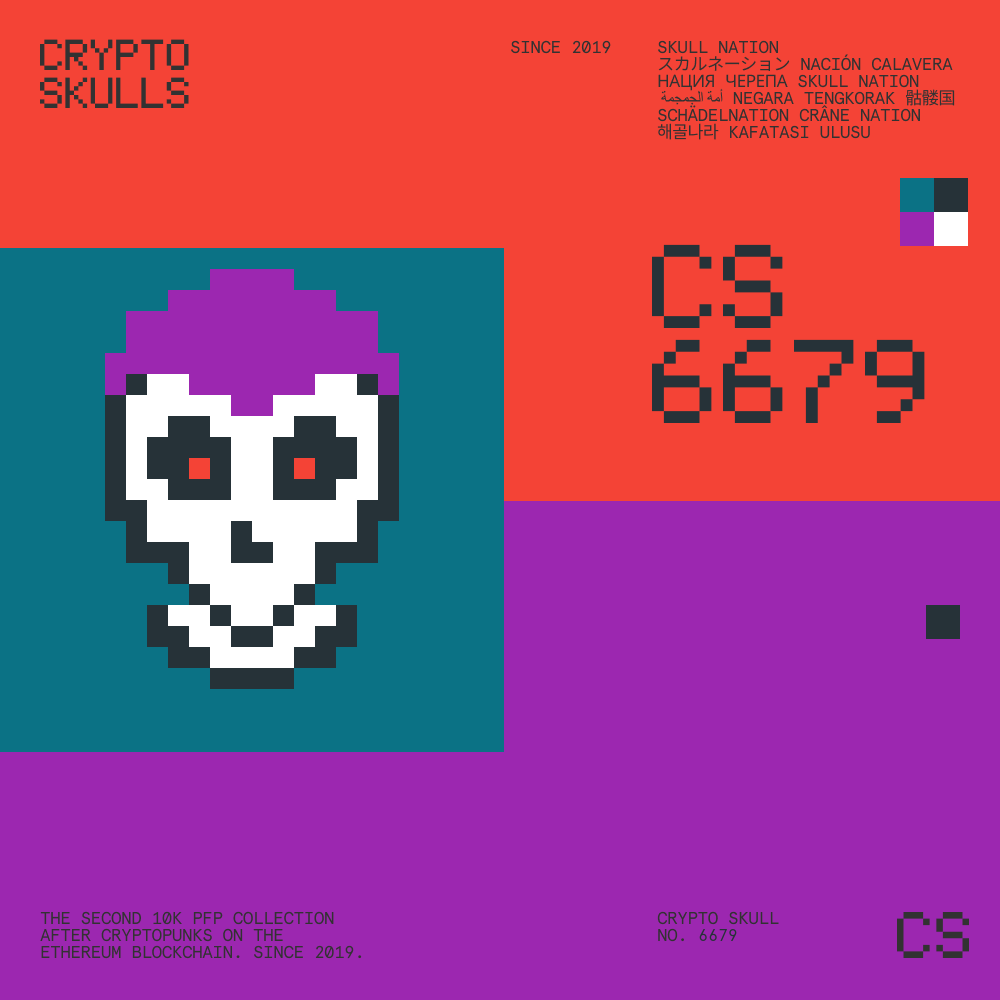 CRYPTO
SKULLS
SINCE 2019
SKULL NATION
スカルネーション NACIÓN CALAVERA
НАЦИЯ ЧЕРЕПА SKULL NATION
أمة الجمجمة NEGARA TENGKORAK 骷髅国
SCHÄDELNATION CRÂNE NATION
해골나라 KAFATASI ULUSU
CS
6679
THE SECOND 10K PFP COLLECTION
AFTER CRYPTOPUNKS ON THE
ETHEREUM BLOCKCHAIN. SINCE 2019.
CRYPTO SKULL
NO. 6679
CS